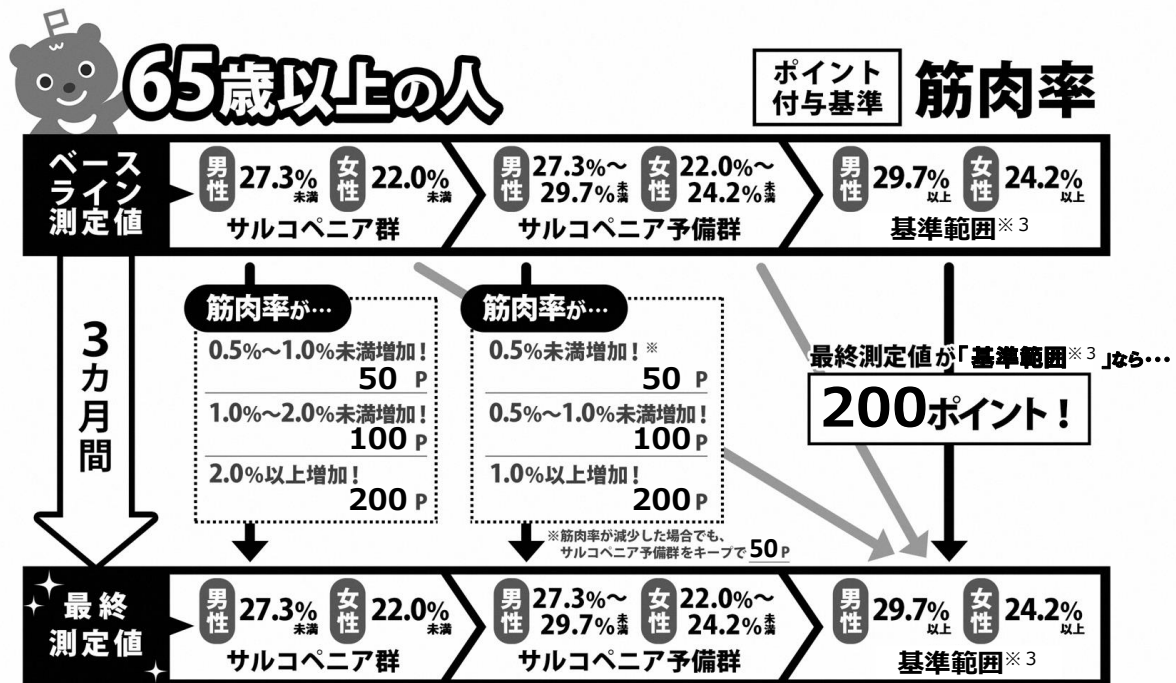 65歳以上の人
ポイント
付与基準
筋肉率
ベース
ライン
測定値
男性 27.3%未満 女性 22.0%未満
サルコペニア群
男性 27.3%～
29.7%未満
女性 22.0%～
24.2%未満
サルコペニア予備群
男性 29.7%以上 女性 24.2%以上
基準範囲※3
3カ月間
筋肉率が…
0.5%～1.0%未満増加！
50 P
1.0%～2.0%未満増加！
100 P
2.0%以上増加！
200 P
筋肉率が…
0.5%未満増加！※
50 P
0.5%～1.0%未満増加！
100 P
1.0%以上増加！
200 P
※筋肉率が減少した場合でも、
サルコペニア予備群をキープで 50 P
最終測定値が「基準範囲※3」なら…
200ポイント！
最終
測定値
男性 27.3%未満 女性 22.0%未満
サルコペニア群
男性 27.3%～
29.7%未満
女性 22.0%～
24.2%未満
サルコペニア予備群
男性 29.7%以上 女性 24.2%以上
基準範囲※3